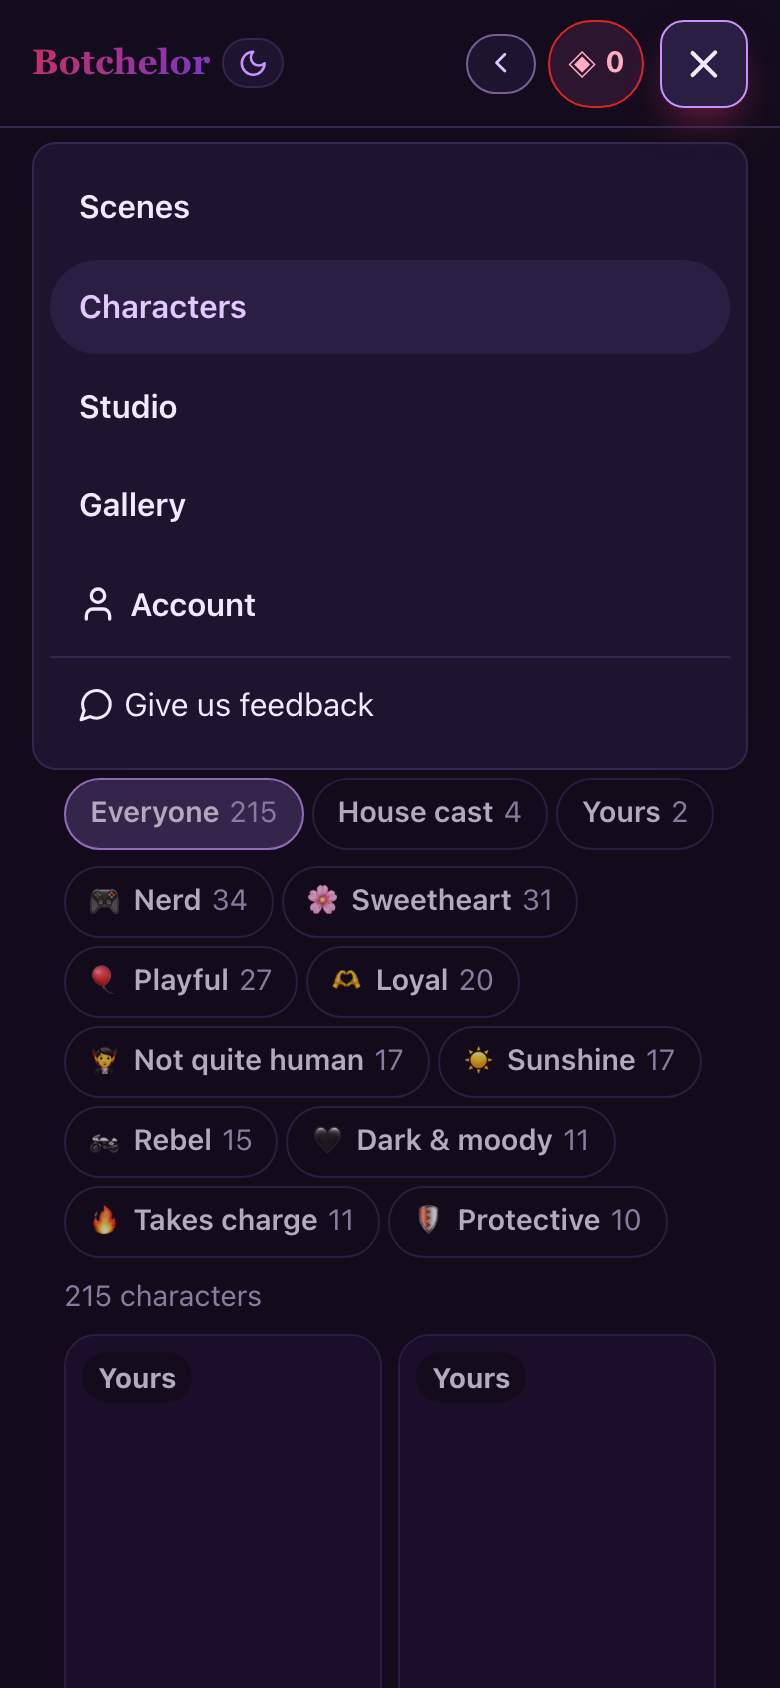 Botchelor
0
Scenes
Characters
Studio
Gallery
Account
Give us feedback
Everyone 215 House cast 4 Yours 2
Nerd 34 Sweetheart 31
Playful 27 Loyal 20
Not quite human 17 Sunshine 17
Rebel 15 Dark & moody 11
Takes charge 11 Protective 10
215 characters
Yours Yours